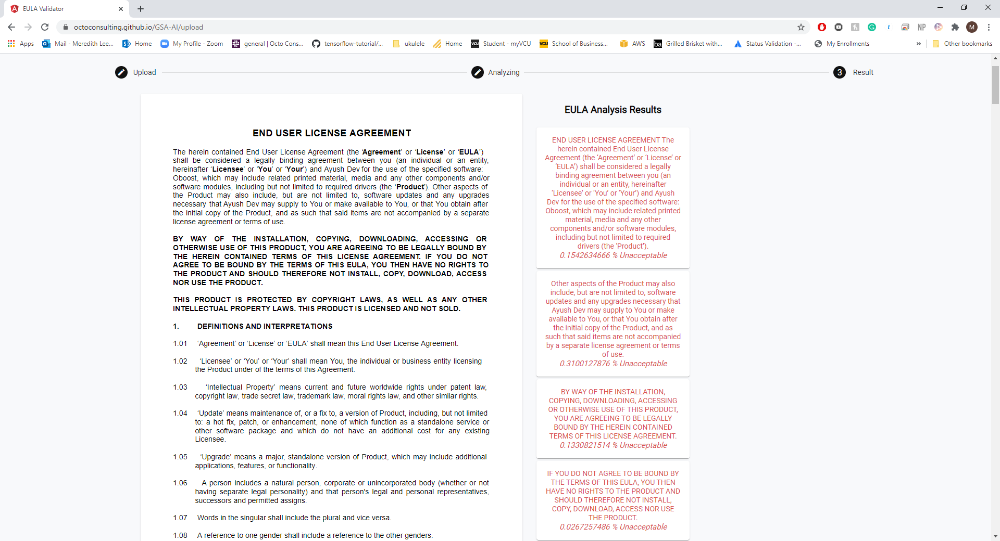 EULA Validator
octoconsulting.github.io/GSA-AI/upload
NP
M
Apps
Mail - Meredith Lee...
Home
My Profile - Zoom
general | Octo Cons...
tensorflow-tutorial/...
ukulele
Home
VCU
Student - myVCU
VCU
School of Business...
AWS
ba
Grilled Brisket with...
Status Validation -...
My Enrollments
»
Other bookmarks
Upload
Analyzing
3
Result
END USER LICENSE AGREEMENT
The herein contained End User License Agreement (the ‘Agreement’ or ‘License’ or ‘EULA’)
shall be considered a legally binding agreement between you (an individual or an entity,
hereinafter ‘Licensee’ or ‘You’ or ‘Your’) and Ayush Dev for the use of the specified software:
Oboost, which may include related printed material, media and any other components and/or
software modules, including but not limited to required drivers (the ‘Product’). Other aspects of
the Product may also include, but are not limited to, software updates and any upgrades
necessary that Ayush Dev may supply to You or make available to You, or that You obtain after
the initial copy of the Product, and as such that said items are not accompanied by a separate
license agreement or terms of use.
BY WAY OF THE INSTALLATION, COPYING, DOWNLOADING, ACCESSING OR
OTHERWISE USE OF THIS PRODUCT, YOU ARE AGREEING TO BE LEGALLY BOUND BY
THE HEREIN CONTAINED TERMS OF THIS LICENSE AGREEMENT. IF YOU DO NOT
AGREE TO BE BOUND BY THE TERMS OF THIS EULA, YOU THEN HAVE NO RIGHTS TO
THE PRODUCT AND SHOULD THEREFORE NOT INSTALL, COPY, DOWNLOAD, ACCESS
NOR USE THE PRODUCT.
THIS PRODUCT IS PROTECTED BY COPYRIGHT LAWS, AS WELL AS ANY OTHER
INTELLECTUAL PROPERTY LAWS. THIS PRODUCT IS LICENSED AND NOT SOLD.
1. DEFINITIONS AND INTERPRETATIONS
1.01 ‘Agreement’ or ‘License’ or ‘EULA’ shall mean this End User License Agreement.
1.02 ‘Licensee’ or ‘You’ or ‘Your’ shall mean You, the individual or business entity licensing
the Product under of the terms of this Agreement.
1.03 ‘Intellectual Property’ means current and future worldwide rights under patent law,
copyright law, trade secret law, trademark law, moral rights law, and other similar rights.
1.04 ‘Update’ means maintenance of, or a fix to, a version of Product, including, but not limited
to: a hot fix, patch, or enhancement, none of which function as a standalone service or
other software package and which do not have an additional cost for any existing
Licensee.
1.05 ‘Upgrade’ means a major, standalone version of Product, which may include additional
applications, features, or functionality.
1.06 A person includes a natural person, corporate or unincorporated body (whether or not
having separate legal personality) and that person's legal and personal representatives,
successors and permitted assigns.
1.07 Words in the singular shall include the plural and vice versa.
1.08 A reference to one gender shall include a reference to the other genders.
EULA Analysis Results
END USER LICENSE AGREEMENT The
herein contained End User License
Agreement (the ‘Agreement’ or ‘License’ or
‘EULA’) shall be considered a legally
binding agreement between you (an
individual or an entity, hereinafter
‘Licensee’ or ‘You’ or ‘Your’) and Ayush
Dev for the use of the specified software:
Oboost, which may include related printed
material, media and any other
components and/or software modules,
including but not limited to required
drivers (the ‘Product’).
0.1542634666 % Unacceptable
Other aspects of the Product may also
include, but are not limited to, software
updates and any upgrades necessary that
Ayush Dev may supply to You or make
available to You, or that You obtain after
the initial copy of the Product, and as
such that said items are not accompanied
by a separate license agreement or terms
of use.
0.3100127876 % Unacceptable
BY WAY OF THE INSTALLATION,
COPYING, DOWNLOADING, ACCESSING
OR OTHERWISE USE OF THIS PRODUCT,
YOU ARE AGREEING TO BE LEGALLY
BOUND BY THE HEREIN CONTAINED
TERMS OF THIS LICENSE AGREEMENT.
0.1330821514 % Unacceptable
IF YOU DO NOT AGREE TO BE BOUND BY
THE TERMS OF THIS EULA, YOU THEN
HAVE NO RIGHTS TO THE PRODUCT AND
SHOULD THEREFORE NOT INSTALL,
COPY, DOWNLOAD, ACCESS NOR USE
THE PRODUCT.
0.0267257486 % Unacceptable